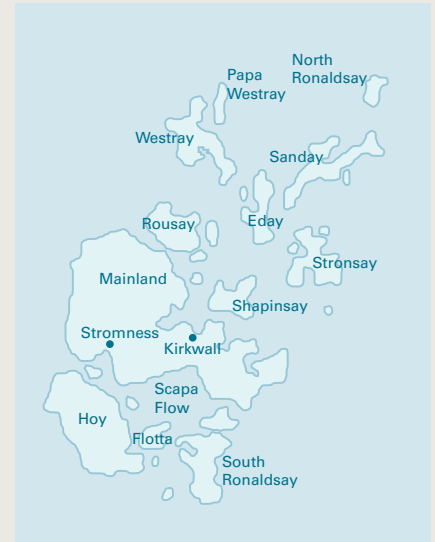 North
Ronaldsay
Papa
Westray
Westray
Sanday
Rousay
Eday
Stronsay
Mainland
Shapinsay
Stromness
Kirkwall
Scapa
Flow
Hoy
Flotta
South
Ronaldsay